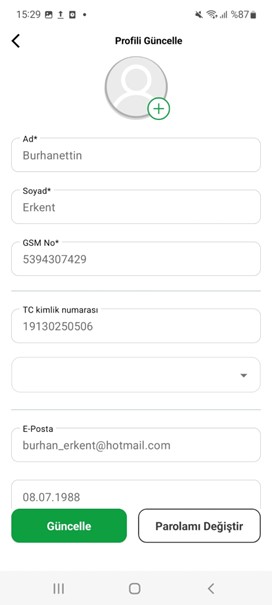 15:29
%87
Profili Güncelle
Ad*
Burhanettin
Soyad*
Erkent
GSM No*
5394307429
TC kimlik numarası
19130250506
E-Posta
burhan_erkent@hotmail.com
08.07.1988
Güncelle
Parolamı Değiştir